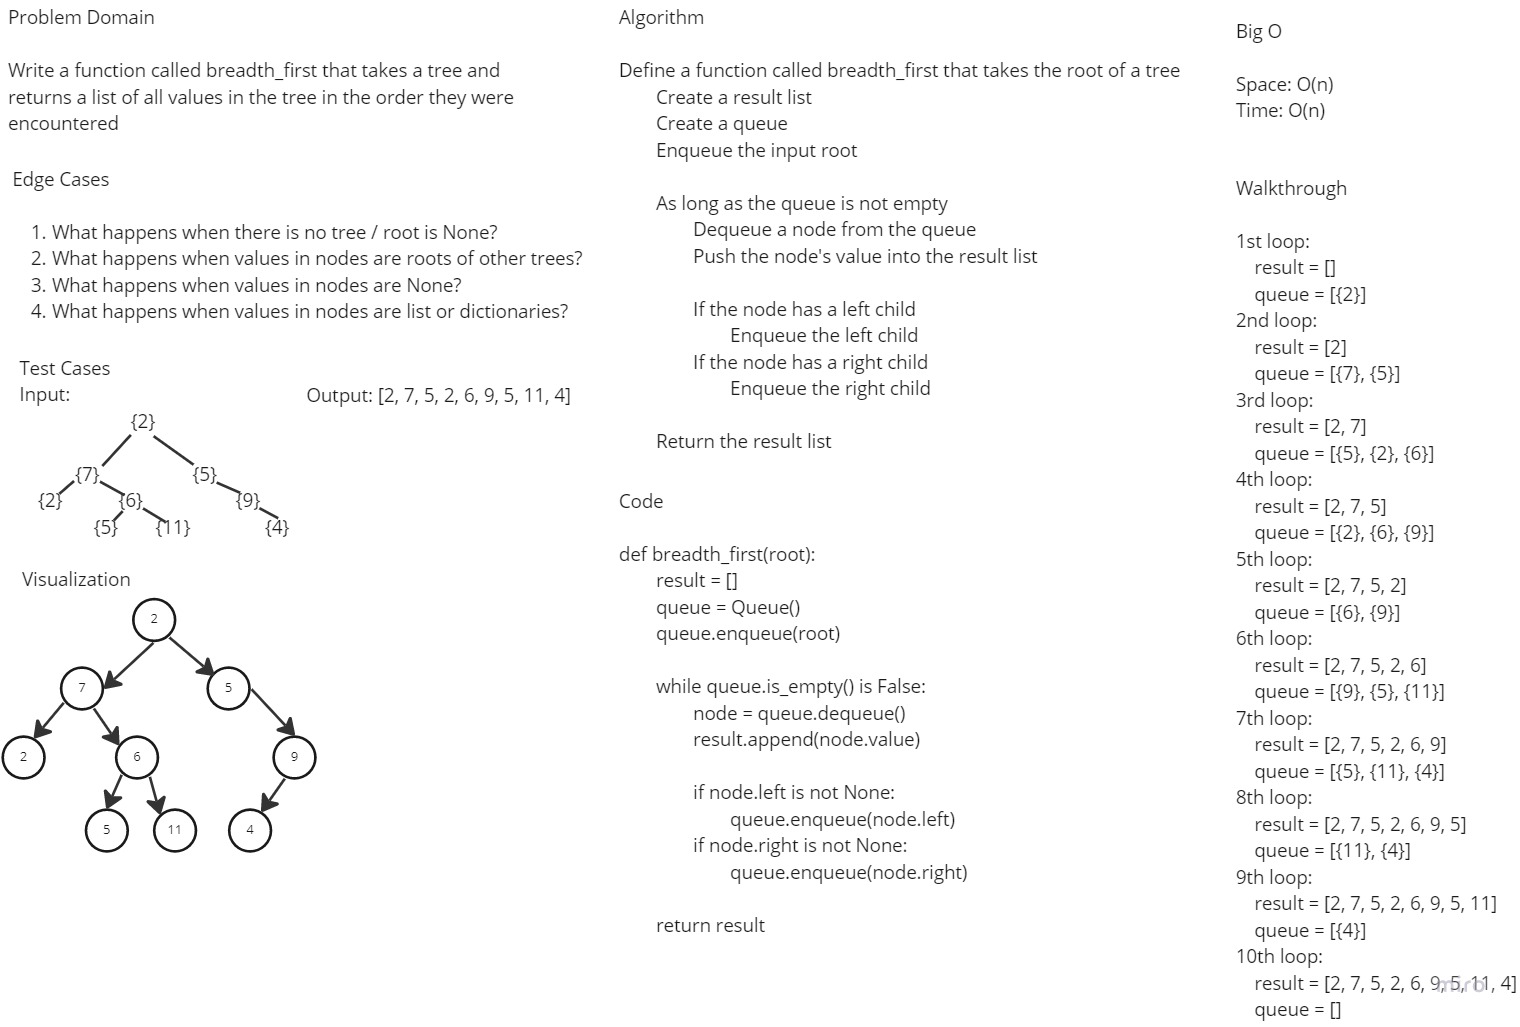 Problem Domain
Write a function called breadth_first that takes a tree and
returns a list of all values in the tree in the order they were
encountered
Edge Cases
1. What happens when there is no tree / root is None?
2. What happens when values in nodes are roots of other trees?
3. What happens when values in nodes are None?
4. What happens when values in nodes are list or dictionaries?
Test Cases
Input:
Output: [2, 7, 5, 2, 6, 9, 5, 11, 4]
{2}
{7}
{5}
{2}
{6}
{9}
{5}
{11}
{4}
Visualization
2
7
5
2
6
9
5
11
4
Algorithm
Define a function called breadth_first that takes the root of a tree
Create a result list
Create a queue
Enqueue the input root
As long as the queue is not empty
Dequeue a node from the queue
Push the node's value into the result list
If the node has a left child
Enqueue the left child
If the node has a right child
Enqueue the right child
Return the result list
Code
def breadth_first(root):
result = []
queue = Queue()
queue.enqueue(root)
while queue.is_empty() is False:
node = queue.dequeue()
result.append(node.value)
if node.left is not None:
queue.enqueue(node.left)
if node.right is not None:
queue.enqueue(node.right)
return result
Big O
Space: O(n)
Time: O(n)
Walkthrough
1st loop:
result = []
queue = [{2}]
2nd loop:
result = [2]
queue = [{7}, {5}]
3rd loop:
result = [2, 7]
queue = [{5}, {2}, {6}]
4th loop:
result = [2, 7, 5]
queue = [{2}, {6}, {9}]
5th loop:
result = [2, 7, 5, 2]
queue = [{6}, {9}]
6th loop:
result = [2, 7, 5, 2, 6]
queue = [{9}, {5}, {11}]
7th loop:
result = [2, 7, 5, 2, 6, 9]
queue = [{5}, {11}, {4}]
8th loop:
result = [2, 7, 5, 2, 6, 9, 5]
queue = [{11}, {4}]
9th loop:
result = [2, 7, 5, 2, 6, 9, 5, 11]
queue = [{4}]
10th loop:
result = [2, 7, 5, 2, 6, 9, 5, 11, 4]
queue = []
miro